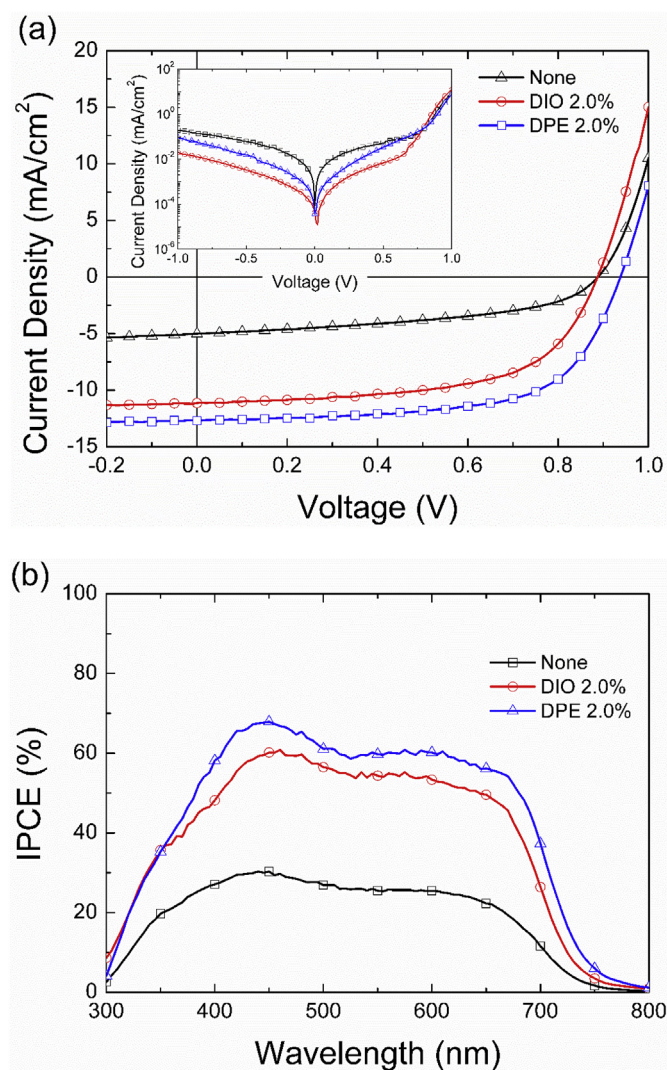 (a)
Current Density (mA/cm²)
20
15
10
5
0
-5
-10
-15
-0.2 0.0 0.2 0.4 0.6 0.8 1.0
Voltage (V)
None
DIO 2.0%
DPE 2.0%
Current Density (mA/cm²)
10²
10⁰
10⁻²
10⁻⁴
10⁻⁶
-1.0 -0.5 0.0 0.5 1.0
Voltage (V)
(b)
IPCE (%)
100
80
60
40
20
0
300 400 500 600 700 800
Wavelength (nm)
None
DIO 2.0%
DPE 2.0%